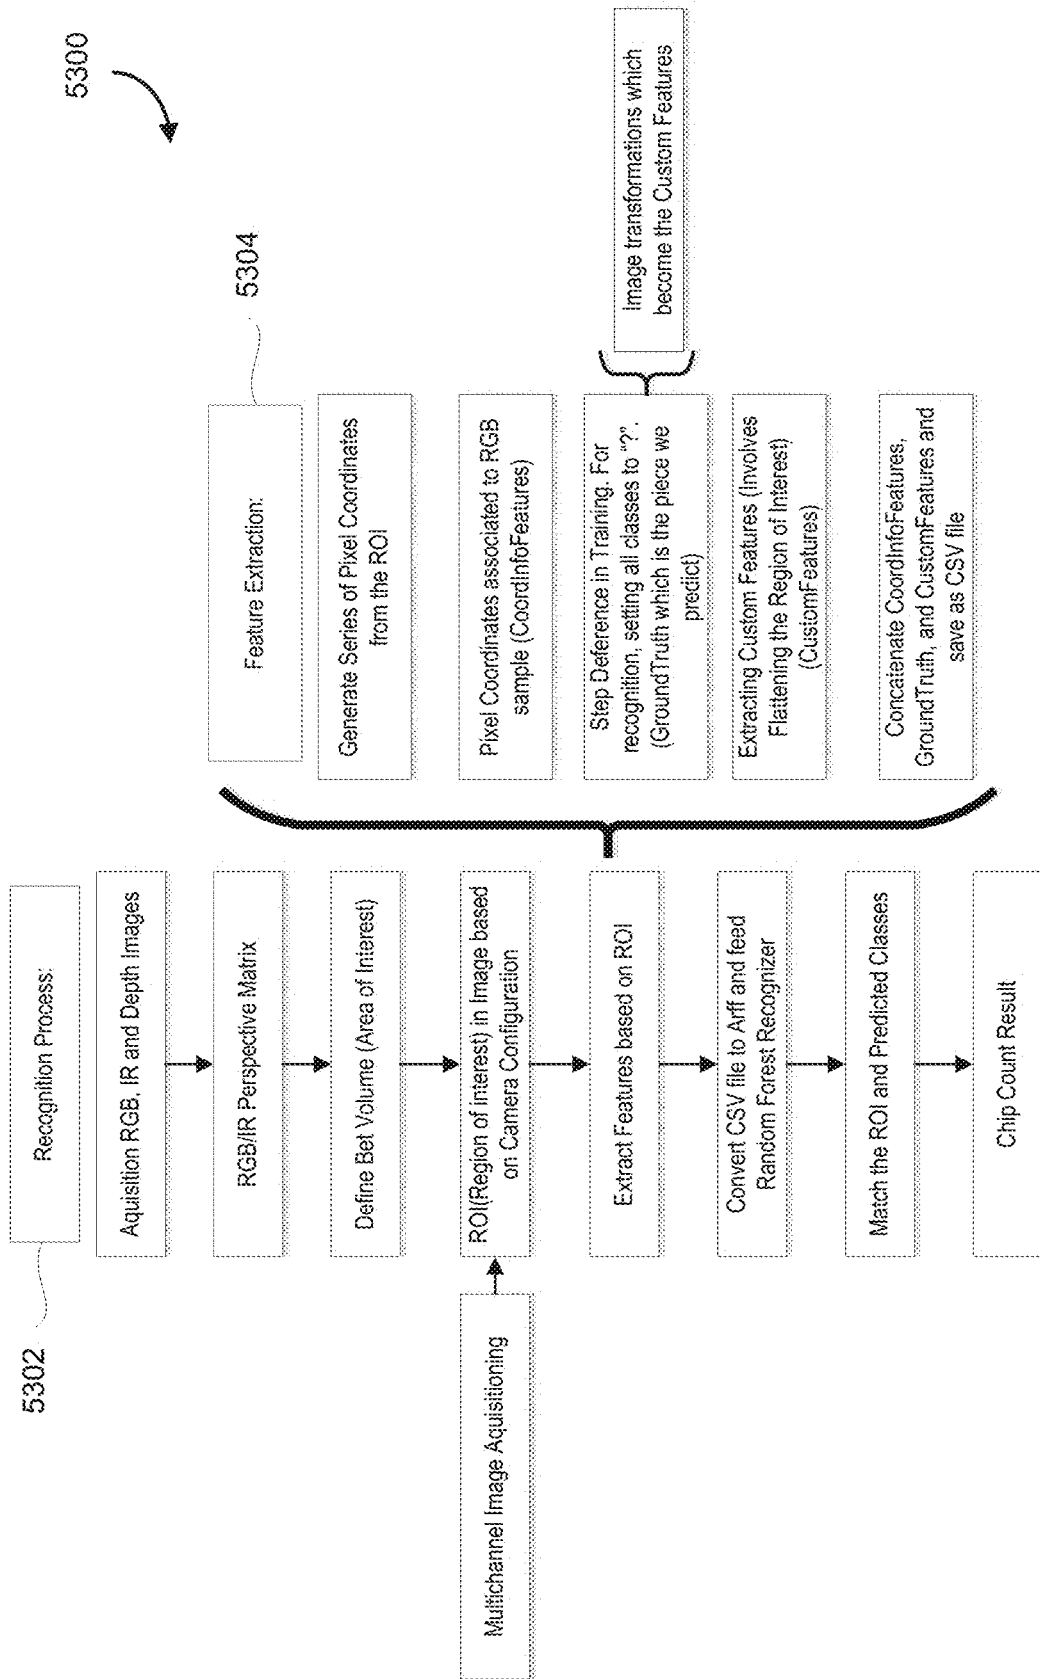 5300
5302
Recognition Process:
Aquisition RGB, IR and Depth Images
RGB/IR Perspective Matrix
Define Bet Volume (Area of Interest)
Multichannel Image Aquisitioning
ROI(Region of interest) in Image based
on Camera Configuration
Extract Features based on ROI
Convert CSV file to Arff and feed
Random Forest Recognizer
Match the ROI and Predicted Classes
Chip Count Result
5304
Feature Extraction:
Generate Series of Pixel Coordinates
from the ROI
Pixel Coordinates associated to RGB
sample (CoordInfoFeatures)
Step Deference in Training. For
recognition, setting all classes to "?".
(GroundTruth which is the piece we
predict)
Image transformations which
become the Custom Features
Extracting Custom Features (Involves
Flattening the Region of Interest)
(CustomFeatures)
Concatenate CoordInfoFeatures,
GroundTruth, and CustomFeatures and
save as CSV file